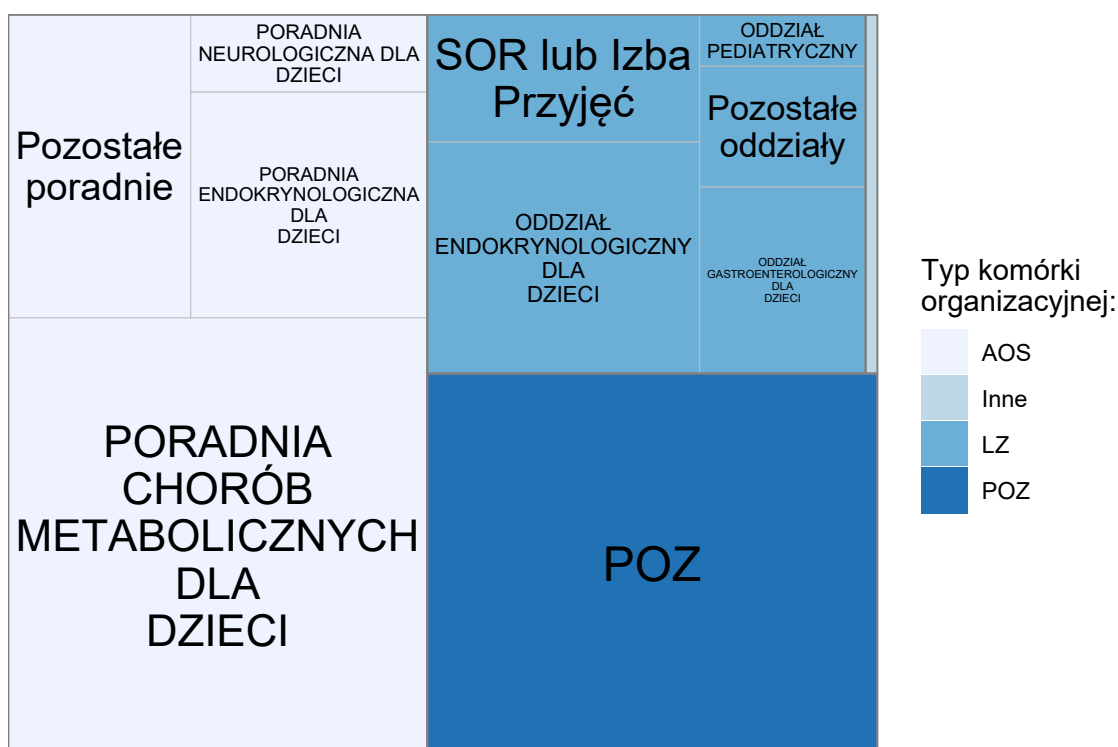 Pozostałe
poradnie
PORADNIA
NEUROLOGICZNA DLA
DZIECI
PORADNIA
ENDOKRYNOLOGICZNA
DLA
DZIECI
PORADNIA
CHORÓB
METABOLICZNYCH
DLA
DZIECI
SOR lub Izba
Przyjęć
ODDZIAŁ
ENDOKRYNOLOGICZNY
DLA
DZIECI
ODDZIAŁ
PEDIATRYCZNY
Pozostałe
oddziały
ODDZIAŁ
GASTROENTEROLOGICZNY
DLA
DZIECI
POZ
Typ komórki
organizacyjnej:
AOS
Inne
LZ
POZ